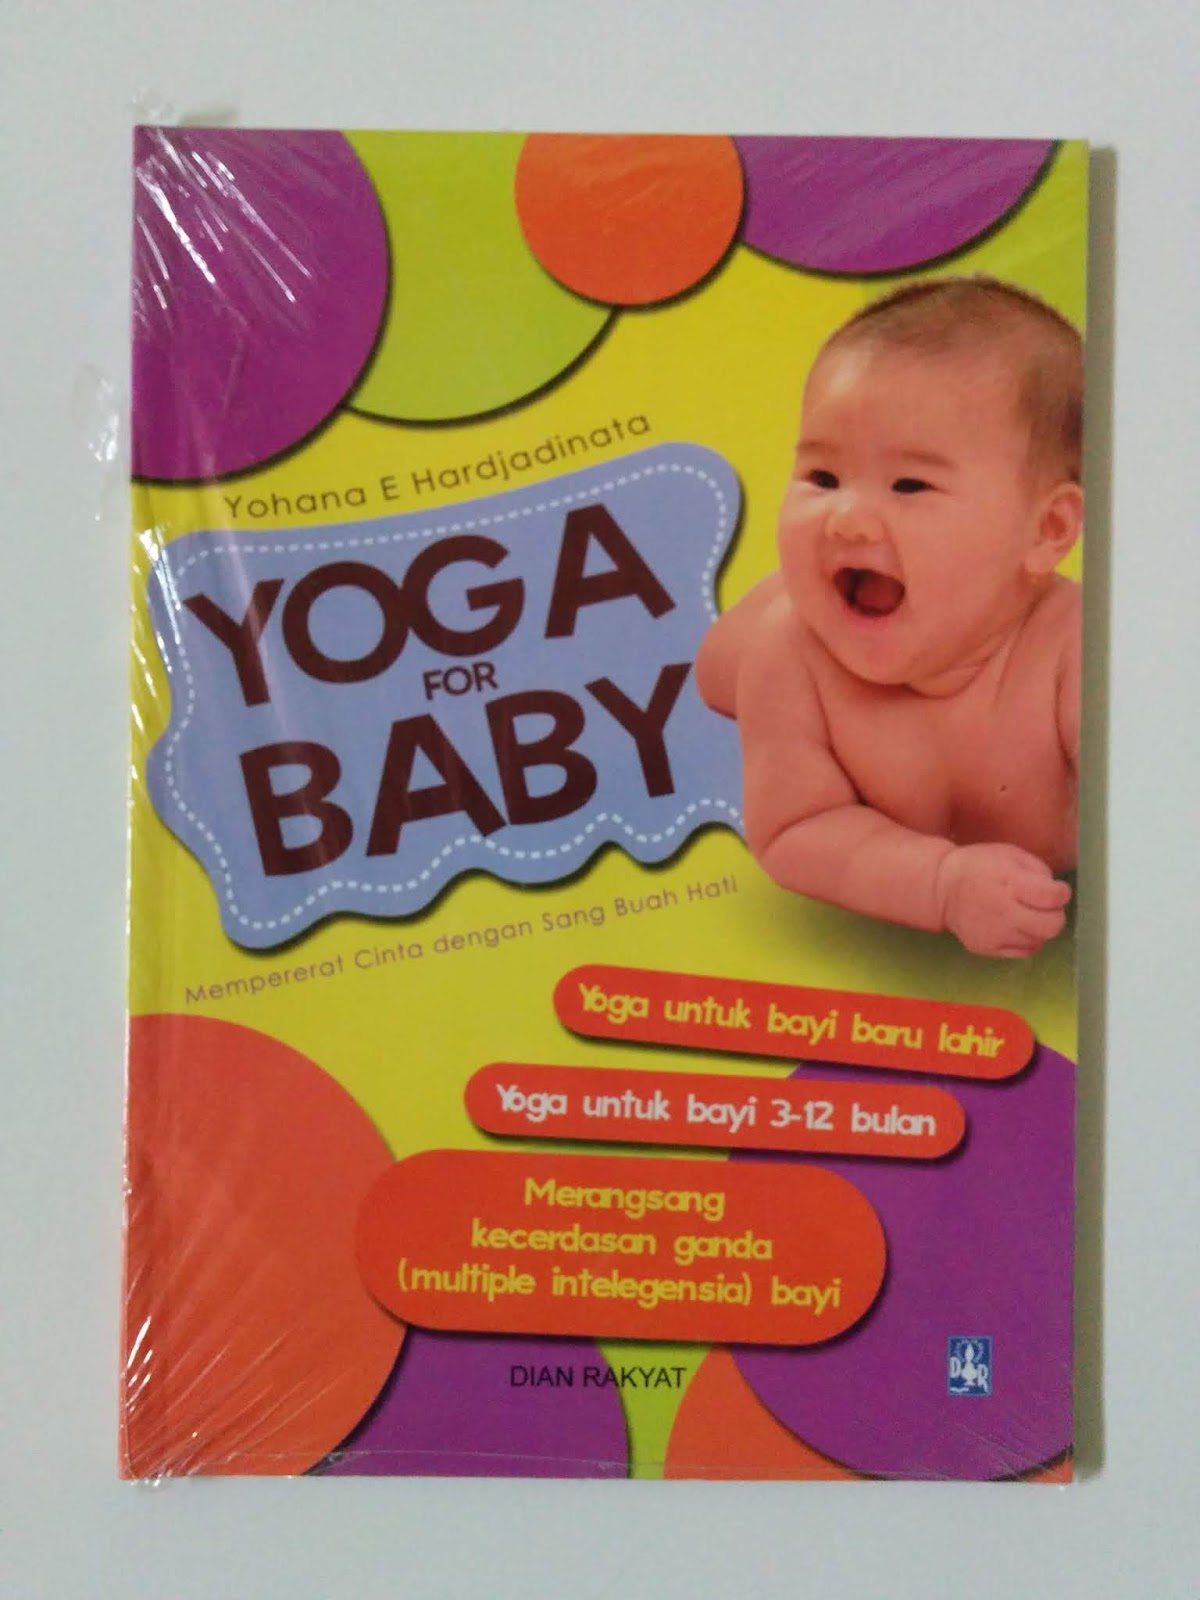 Yohana E Hardjadinata
YOGA
FOR
BABY
Mempererat Cinta dengan Sang Buah Hati
Yoga untuk bayi baru lahir
Yoga untuk bayi 3-12 bulan
Merangsang
kecerdasan ganda
(multiple intelegensia) bayi
DIAN RAKYAT
DR